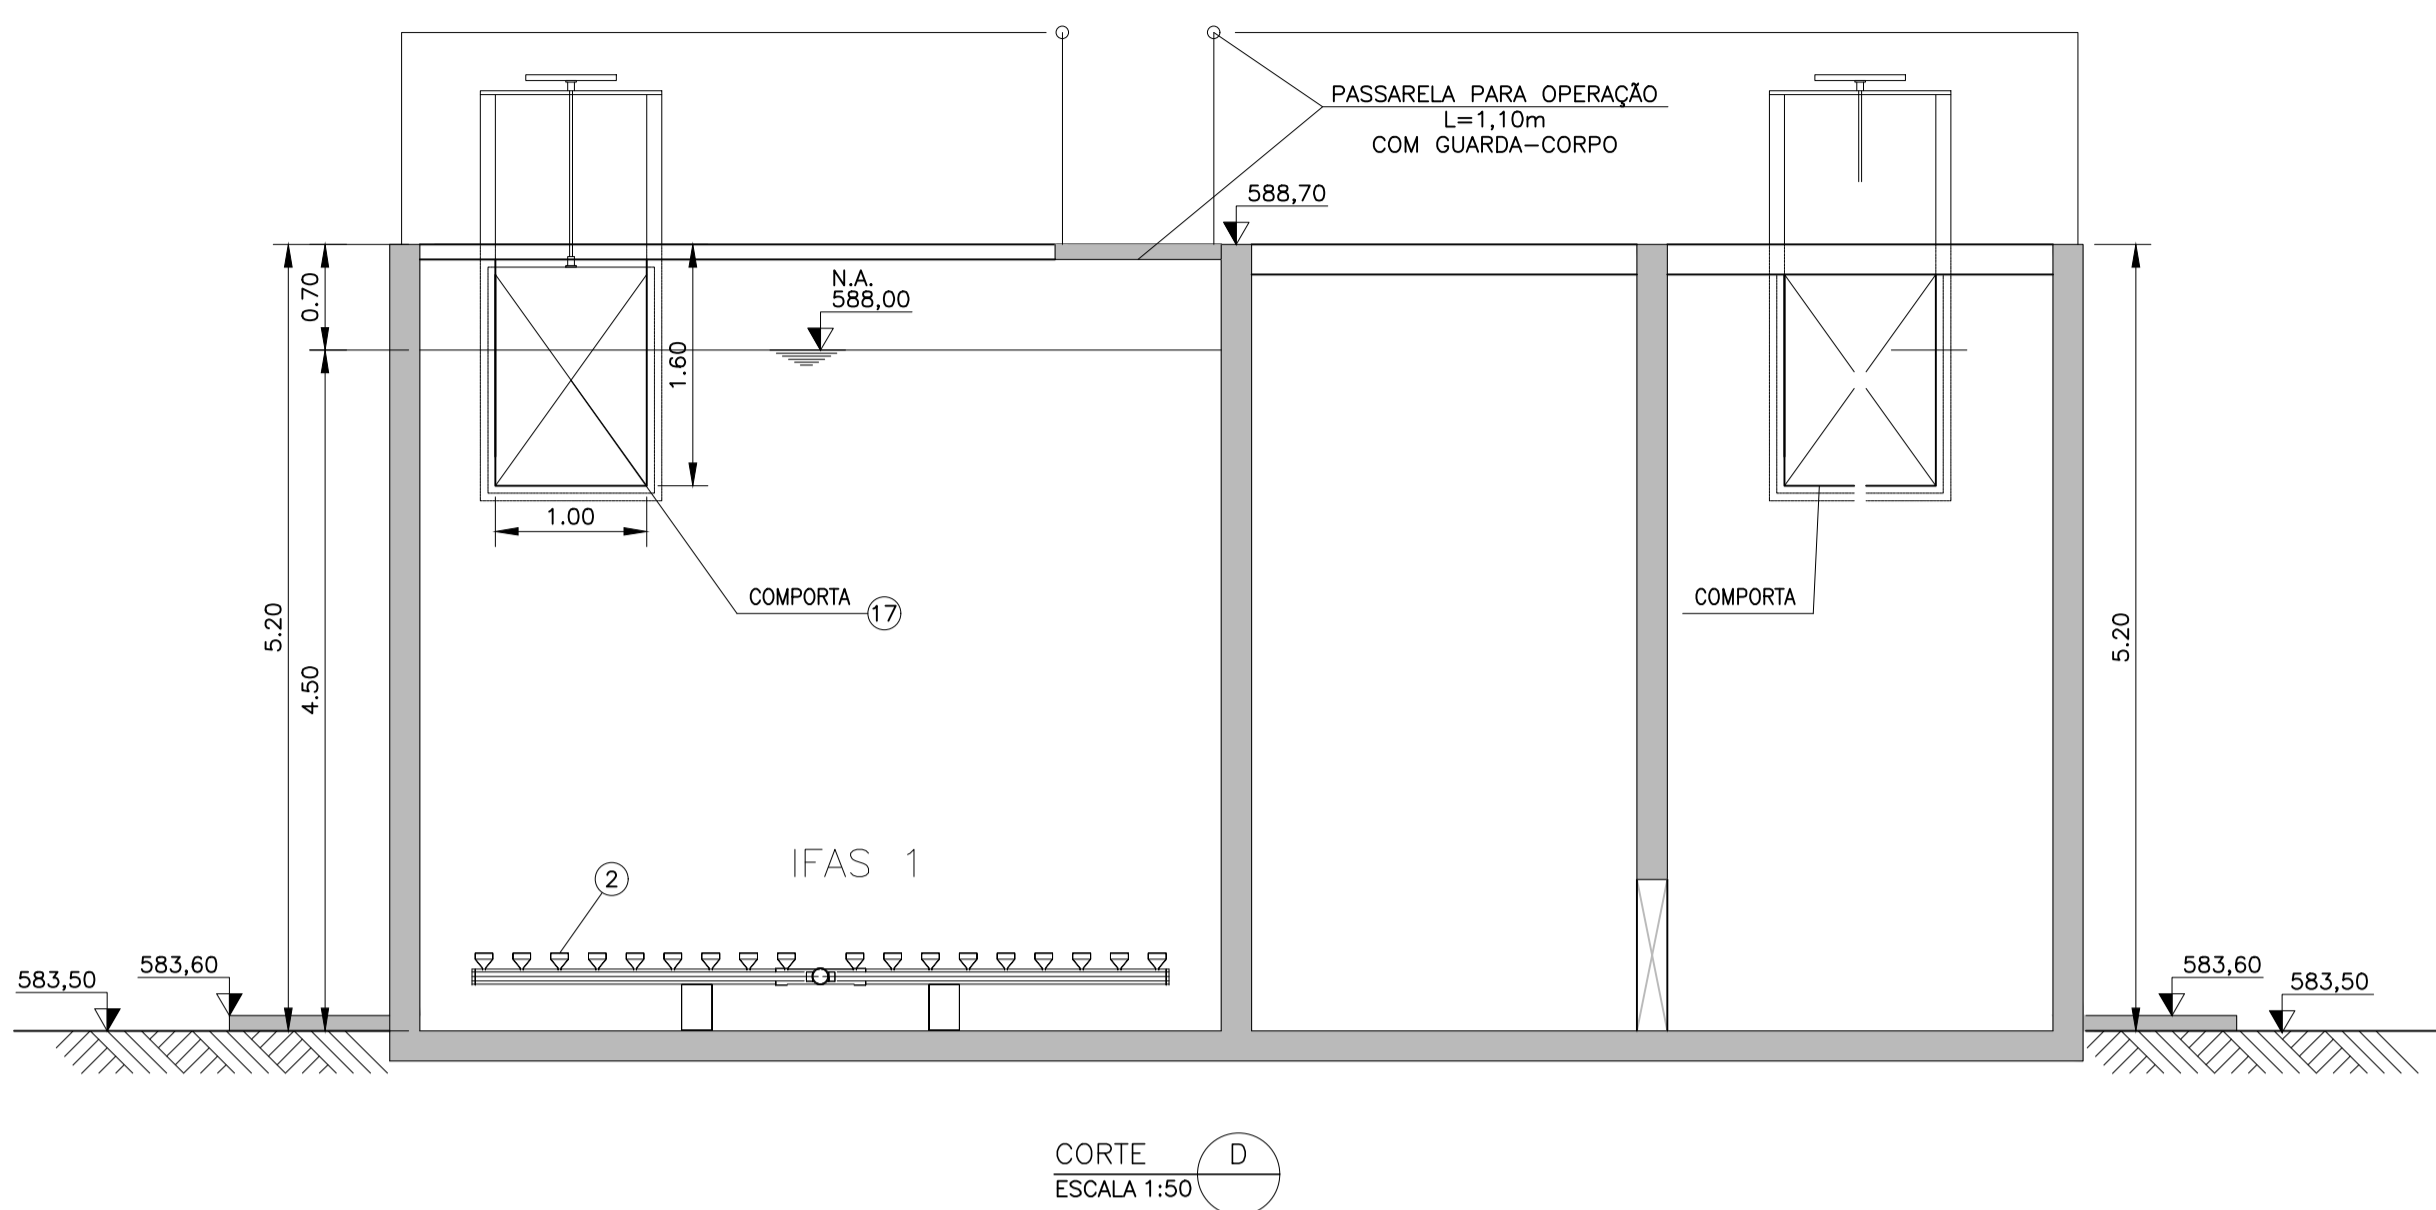 PASSARELA PARA OPERAÇÃO
L=1,10m
COM GUARDA-CORPO
588,70
N.A.
588,00
0.70
1.60
1.00
COMPORTA 17
COMPORTA
5.20
4.50
5.20
IFAS 1
2
583,50
583,60
583,60
583,50
CORTE D
ESCALA 1:50